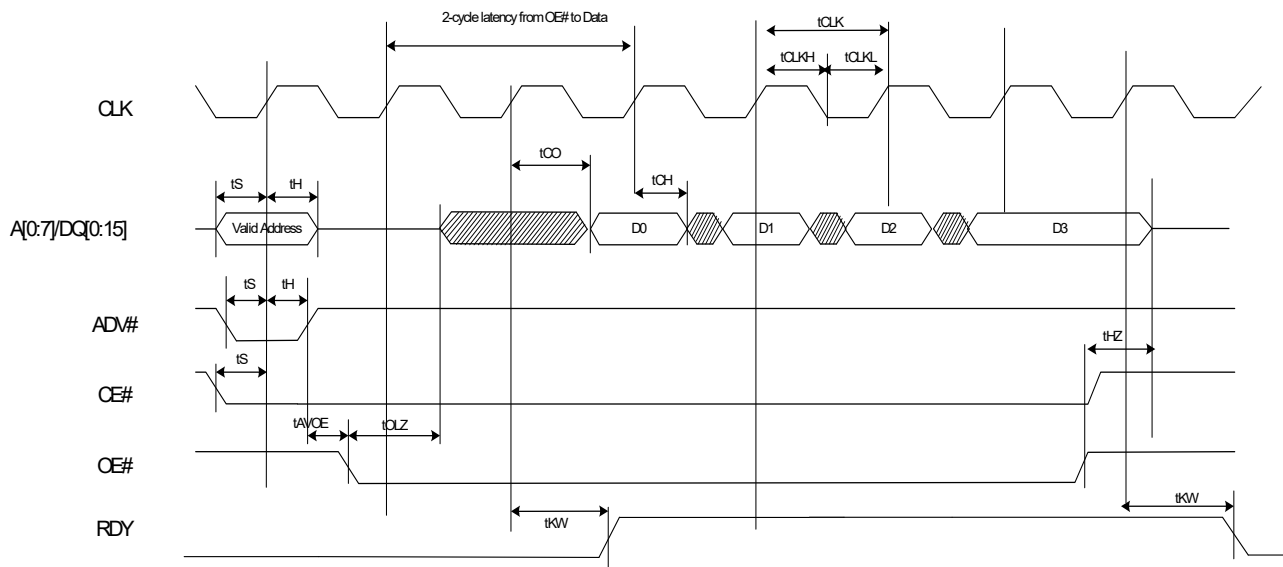 2-cycle latency from OE# to Data
tCLK
tCLKH
tCLKL
CLK
tCO
tS
tH
tCH
A[0:7]/DQ[0:15]
Valid Address
D0
D1
D2
D3
tS
tH
ADV#
tHZ
tS
CE#
tAVOE
tOLZ
OE#
tKW
tKW
RDY